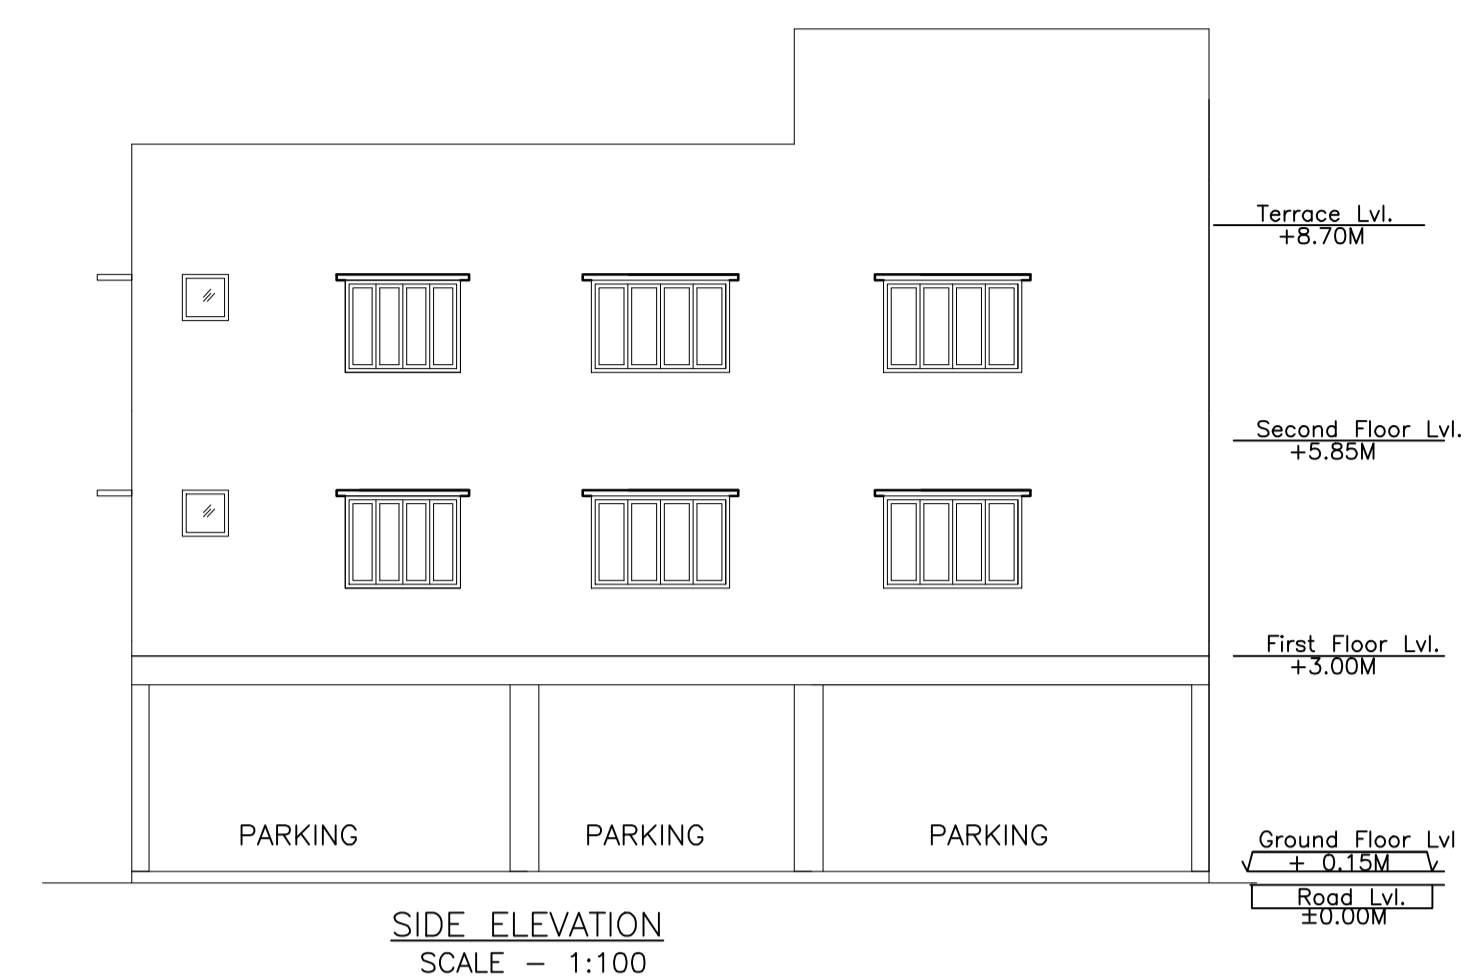 Terrace Lvl.
+8.70M
Second Floor Lvl.
+5.85M
First Floor Lvl.
+3.00M
PARKING PARKING PARKING
Ground Floor Lvl
+ 0.15M
Road Lvl.
±0.00M
SIDE ELEVATION
SCALE – 1:100